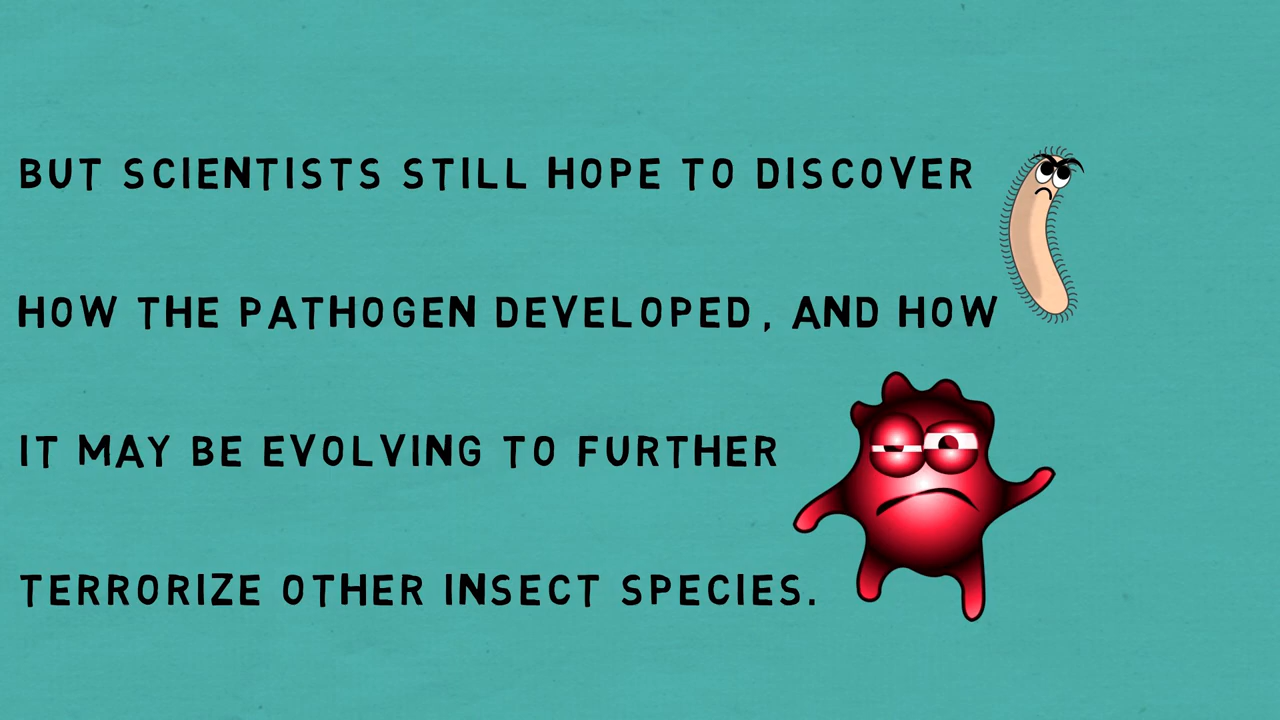 BUT SCIENTISTS STILL HOPE TO DISCOVER
HOW THE PATHOGEN DEVELOPED, AND HOW
IT MAY BE EVOLVING TO FURTHER
TERRORIZE OTHER INSECT SPECIES.